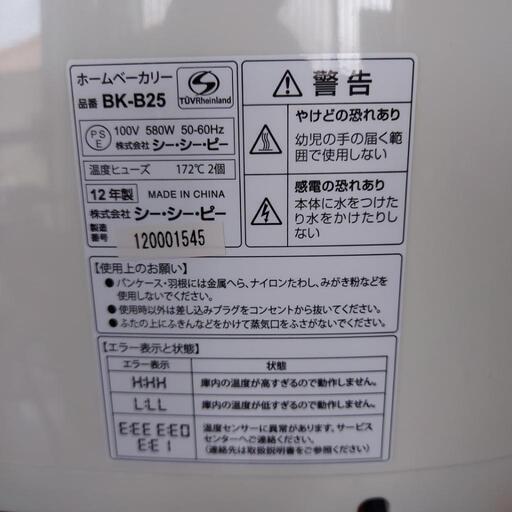 ホームベーカリー
品番 BK-B25
TÜVRheinland
PS
E
100V 580W 50-60Hz
株式会社 シー・シー・ピー
温度ヒューズ 172℃ 2個
12年製 MADE IN CHINA
株式会社 シー・シー・ピー
製造
番号 120001545
警告
やけどの恐れあり
幼児の手の届く範
囲で使用しない
感電の恐れあり
本体に水をつけた
り水をかけたりし
ない
【使用上のお願い】
●パンケース・羽根には金属へら、ナイロンたわし、みがき粉などを
使用しないでください。
●使用時以外は差し込みプラグをコンセントから抜いてください。
●ふたの上にふきんなどをかけて蒸気口をふさがないでください。
【エラー表示と状態】
エラー表示 状態
H:HH 庫内の温度が高すぎるので動作しません。
L:LL 庫内の温度が低すぎるので動作しません。
E:EE E:E0
E:E1
温度センサーに異常があります。サービス
センターへご連絡ください。
(連絡先は取扱説明書をご参照ください。)